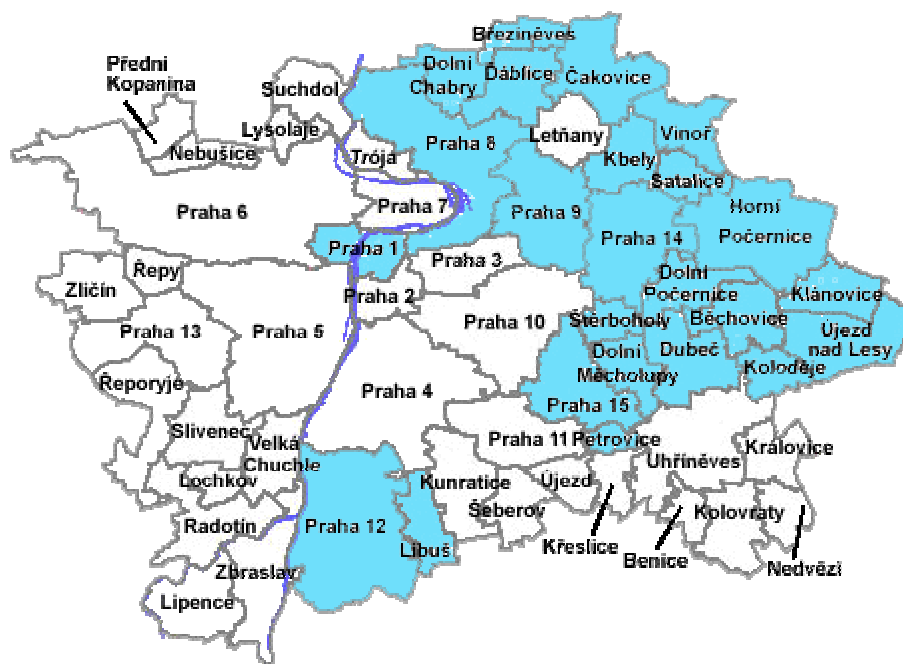 Březiněves
Přední
Kopanina
Dolni
Chabry
Ďáblice
Čakovice
Suchdol
Lysolaje
Letňany
Vinoř
Nebušice
Trója
Praha 8
Kbely
Satalice
Praha 6
Praha 7
Praha 9
Horní
Počernice
Praha 1
Praha 14
Řepy
Praha 3
Dolní
Počernice
Zličín
Praha 2
Klánovice
Praha 13
Praha 5
Praha 10
Štěrboholy
Běchovice
Újezd
nad Lesy
Dolní
Měcholupy
Dubeč
Koloděje
Řeporyje
Praha 4
Praha 15
Slivenec
Velká
Chuchle
Praha 11
Petrovice
Královice
Uhříněves
Lochkov
Kunratice
Újezd
Šeberov
Kolovraty
Radotín
Praha 12
Libuš
Křeslice
Benice
Nedvězí
Zbraslav
Lipence